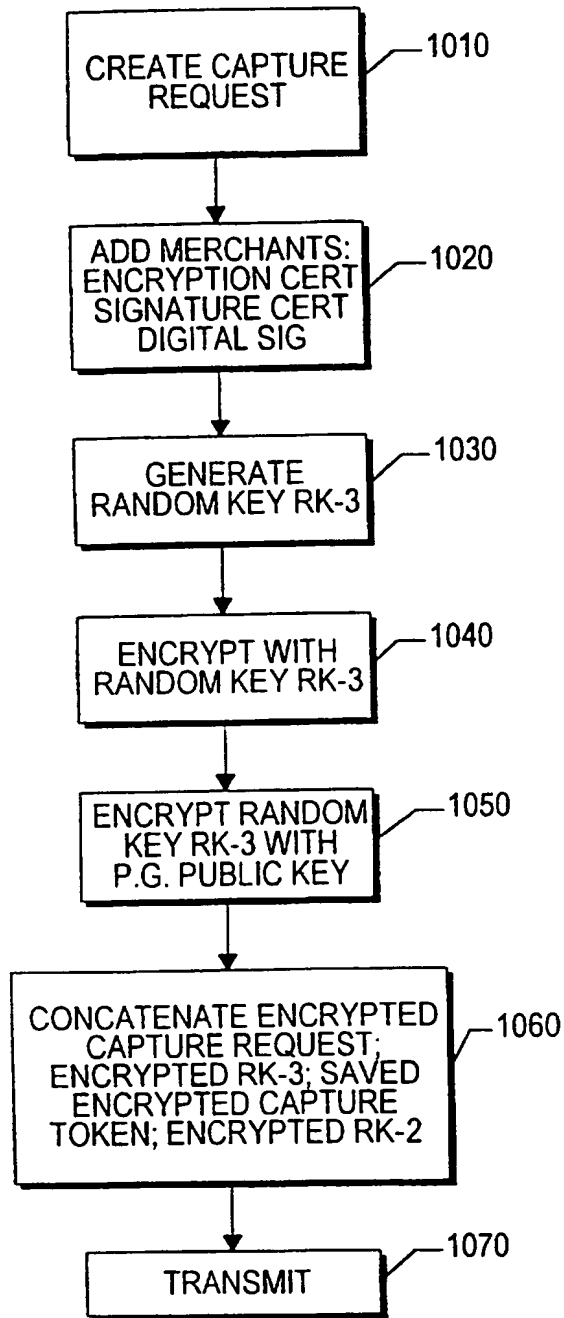 CREATE CAPTURE
REQUEST
1010
ADD MERCHANTS:
ENCRYPTION CERT
SIGNATURE CERT
DIGITAL SIG
1020
GENERATE
RANDOM KEY RK-3
1030
ENCRYPT WITH
RANDOM KEY RK-3
1040
ENCRYPT RANDOM
KEY RK-3 WITH
P.G. PUBLIC KEY
1050
CONCATENATE ENCRYPTED
CAPTURE REQUEST;
ENCRYPTED RK-3; SAVED
ENCRYPTED CAPTURE
TOKEN; ENCRYPTED RK-2
1060
TRANSMIT
1070